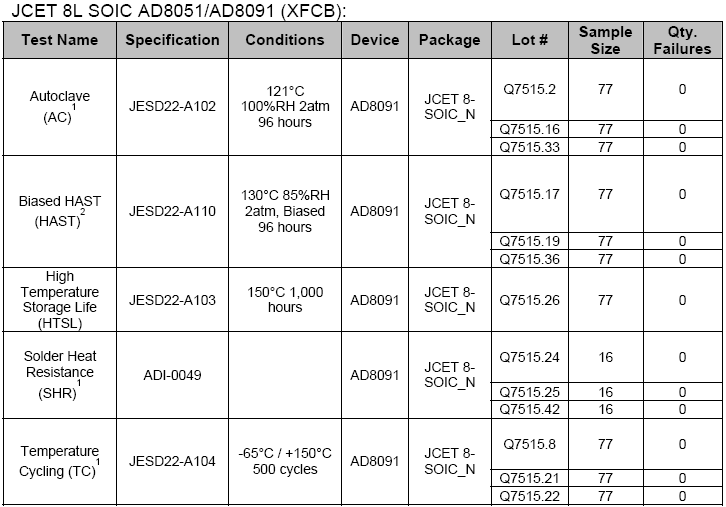 JCET 8L SOIC AD8051/AD8091 (XFCB):
Test Name Specification Conditions Device Package Lot # Sample Size Qty. Failures
Autoclave (AC)1 JESD22-A102 121°C 100%RH 2atm 96 hours AD8091 JCET 8-SOIC_N Q7515.2 77 0
Q7515.16 77 0
Q7515.33 77 0
Biased HAST (HAST)2 JESD22-A110 130°C 85%RH 2atm, Biased 96 hours AD8091 JCET 8-SOIC_N Q7515.17 77 0
Q7515.19 77 0
Q7515.36 77 0
High Temperature Storage Life (HTSL) JESD22-A103 150°C 1,000 hours AD8091 JCET 8-SOIC_N Q7515.26 77 0
Solder Heat Resistance (SHR)1 ADI-0049 AD8091 JCET 8-SOIC_N Q7515.24 16 0
Q7515.25 16 0
Q7515.42 16 0
Temperature Cycling (TC)1 JESD22-A104 -65°C / +150°C 500 cycles AD8091 JCET 8-SOIC_N Q7515.8 77 0
Q7515.21 77 0
Q7515.22 77 0